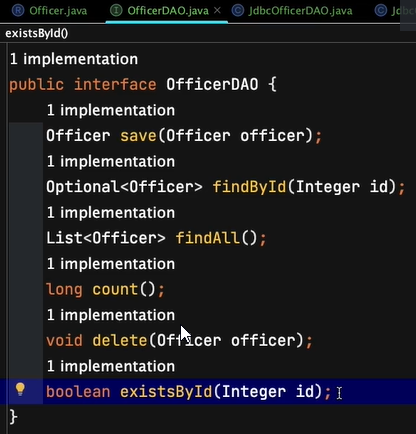 Officer.java OfficerDAO.java JdbcOfficerDAO.java
existsById()
1 implementation
public interface OfficerDAO {
1 implementation
Officer save(Officer officer);
1 implementation
Optional<Officer> findById(Integer id);
1 implementation
List<Officer> findAll();
1 implementation
long count();
1 implementation
void delete(Officer officer);
1 implementation
boolean existsById(Integer id);
}